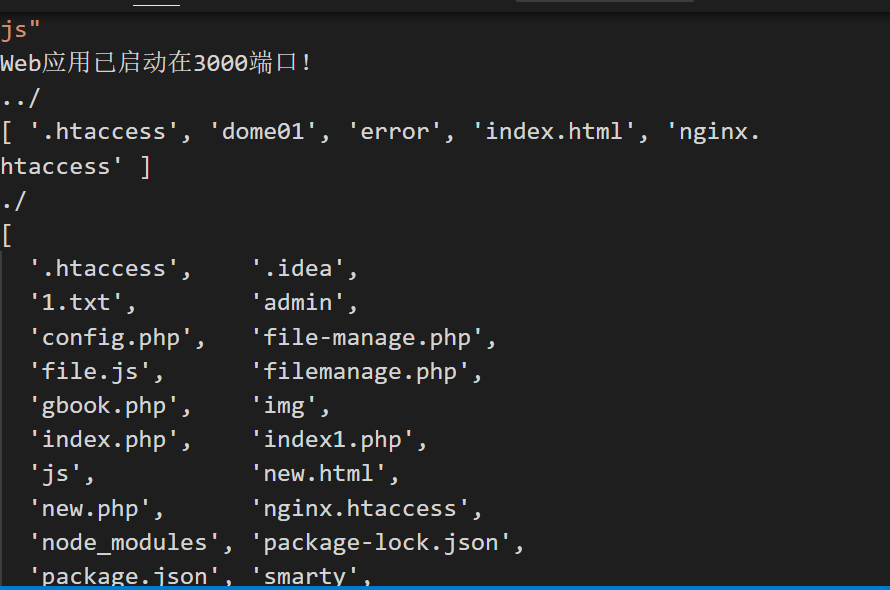 js"
Web应用已启动在3000端口！
../
[ '.htaccess', 'dome01', 'error', 'index.html', 'nginx.
htaccess' ]
./
[
'.htaccess', '.idea',
'1.txt', 'admin',
'config.php', 'file-manage.php',
'file.js', 'filemanage.php',
'gbook.php', 'img',
'index.php', 'index1.php',
'js', 'new.html',
'new.php', 'nginx.htaccess',
'node_modules', 'package-lock.json',
'package.json', 'smarty',